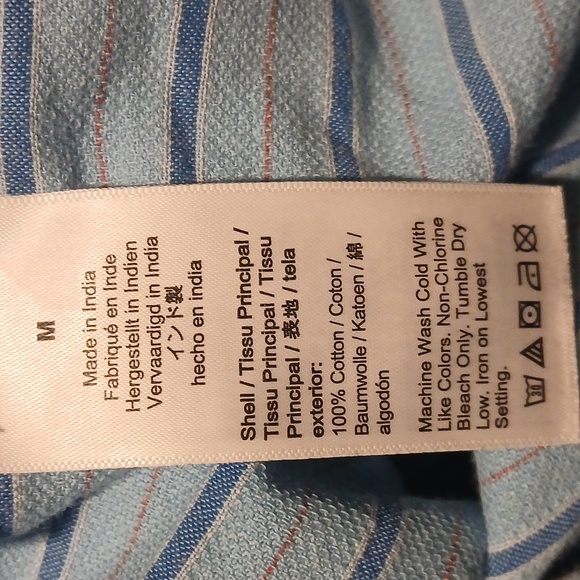 M
Made in India
Fabriqué en Inde
Hergestellt in Indien
Vervaardigd in India
インド製
hecho en india
Shell / Tissu Principal /
Tissu Principal / Tissu
Principal / 表地 / tela
exterior:
100% Cotton / Coton /
Baumwolle / Katoen / 綿 /
algodón
Machine Wash Cold With
Like Colors. Non-Chlorine
Bleach Only. Tumble Dry
Low. Iron on Lowest
Setting.
30